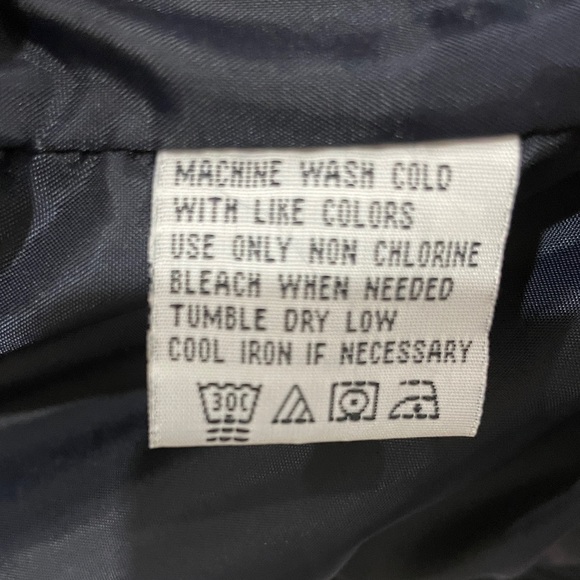 MACHINE WASH COLD
WITH LIKE COLORS
USE ONLY NON CHLORINE
BLEACH WHEN NEEDED
TUMBLE DRY LOW
COOL IRON IF NECESSARY
30C